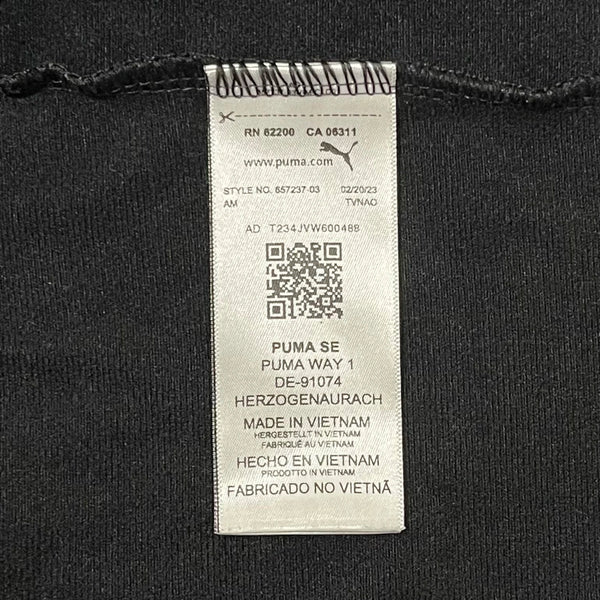 RN 62200 CA 06311
www.puma.com
STYLE NO. 657237-03 02/20/23
AM TVNAO
AD T234JVW600488
PUMA SE
PUMA WAY 1
DE-91074
HERZOGENAURACH
MADE IN VIETNAM
HERGESTELLT IN VIETNAM
FABRIQUÉ AU VIETNAM
HECHO EN VIETNAM
PRODOTTO IN VIETNAM
FABRICADO NO VIETNÃ